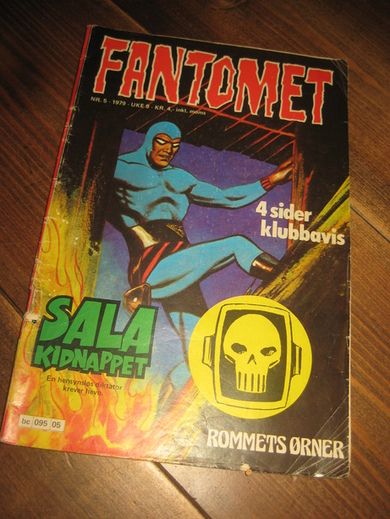 FANTOMET
NR. 5 - 1979 - UKE 9 - KR. 4,- inkl. moms
4 sider
klubbavis
SALA
KIDNAPPET
En hensynsløs diktator
krever hevn.
ROMMETS ØRNER
bc 095 05